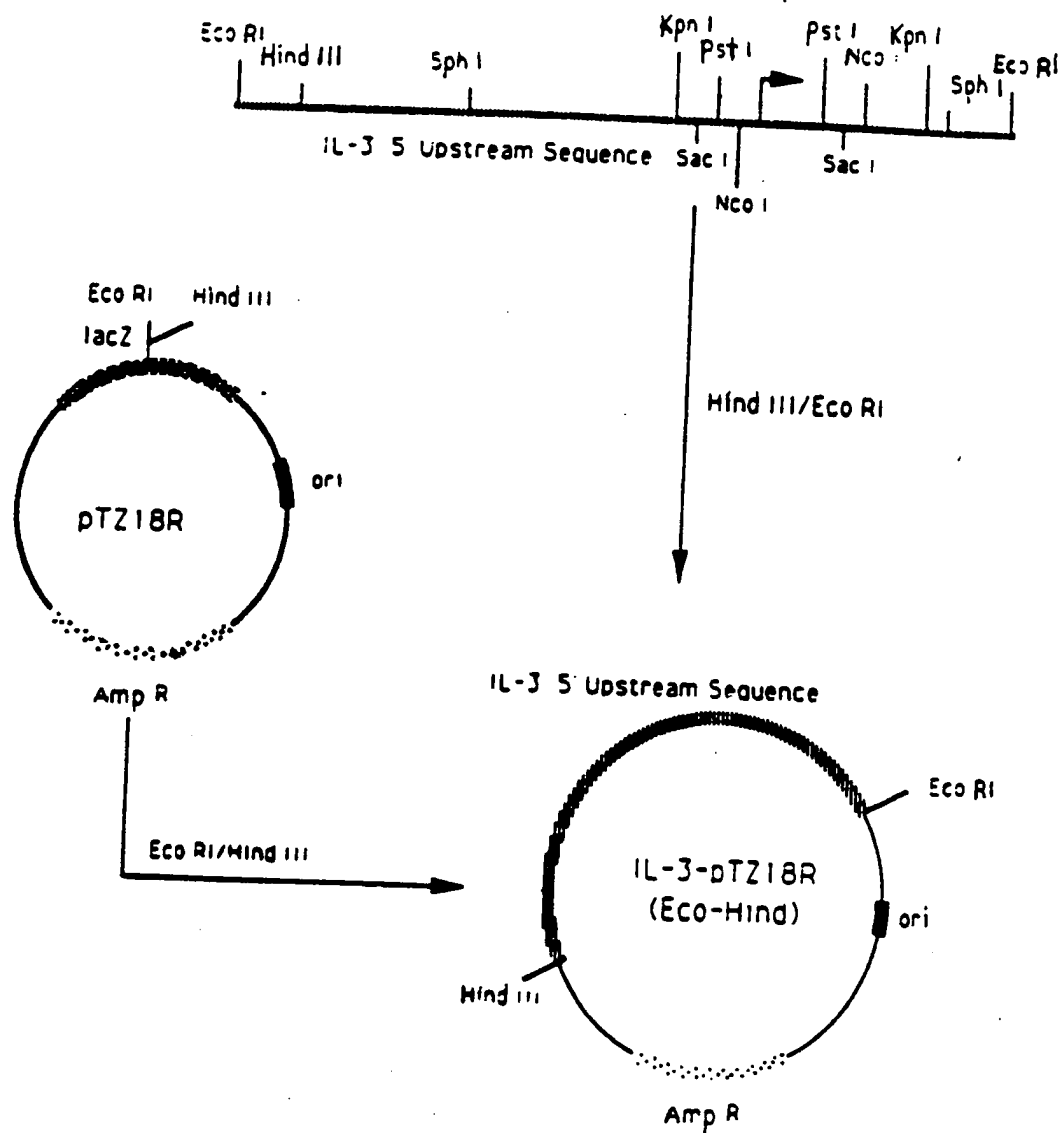 Eco RI
Hind III
Sph I
Kpn I
Pst I
Pst I
Nco I
Kpn I
Sph I
Eco RI
IL-3 5 Upstream Sequence
Sac I
Nco I
Sac I
Eco RI
Hind III
lacZ
ori
pTZ18R
Amp R
Hind III/Eco RI
Eco RI/Hind III
IL-3 5 Upstream Sequence
Eco RI
IL-3-pTZ18R
(Eco-Hind)
ori
Hind III
Amp R